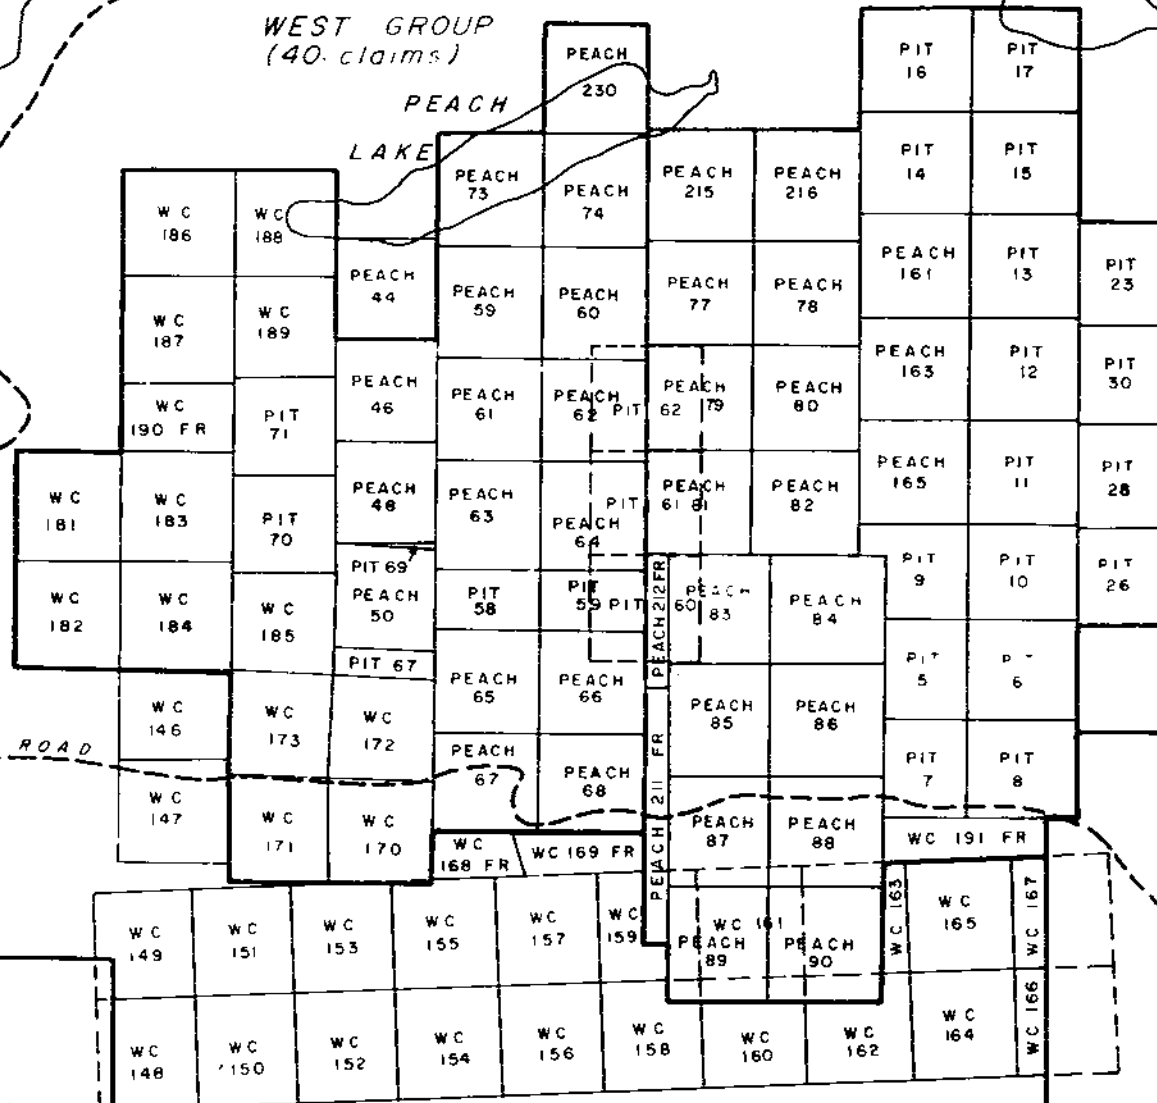 WEST GROUP
(40 claims)
PEACH
LAKE
PEACH
230
PIT
16
PIT
17
PEACH
73
PEACH
74
PEACH
215
PEACH
216
PIT
14
PIT
15
WC
186
WC
188
PEACH
44
PEACH
59
PEACH
60
PEACH
77
PEACH
78
PEACH
161
PIT
13
PIT
23
WC
187
WC
189
PEACH
46
PEACH
61
PEACH
62
PIT 62
PEACH
79
PEACH
80
PEACH
163
PIT
12
PIT
30
WC
190 FR
PIT
71
WC
181
WC
183
PIT
70
PEACH
48
PEACH
63
PEACH
64
PIT 61
PEACH
81
PEACH
82
PEACH
165
PIT
11
PIT
28
PIT 69
PEACH
50
PIT
58
PIT
59
PIT 60
PEACH 212 FR
PEACH
83
PEACH
84
PIT
9
PIT
10
PIT
26
WC
182
WC
184
WC
185
PIT 67
PEACH
65
PEACH
66
PEACH
85
PEACH
86
PIT
5
PIT
6
WC
146
WC
173
WC
172
ROAD
PEACH
67
PEACH
68
PEACH 211 FR
PIT
7
PIT
8
WC
147
WC
171
WC
170
WC
168 FR
WC 169 FR
PEACH
87
PEACH
88
WC 191 FR
WC
149
WC
151
WC
153
WC
155
WC
157
WC
159
WC 161
PEACH
89
PEACH
90
WC 163
WC
165
WC 167
WC
148
WC
150
WC
152
WC
154
WC
156
WC
158
WC
160
WC
162
WC
164
WC 166